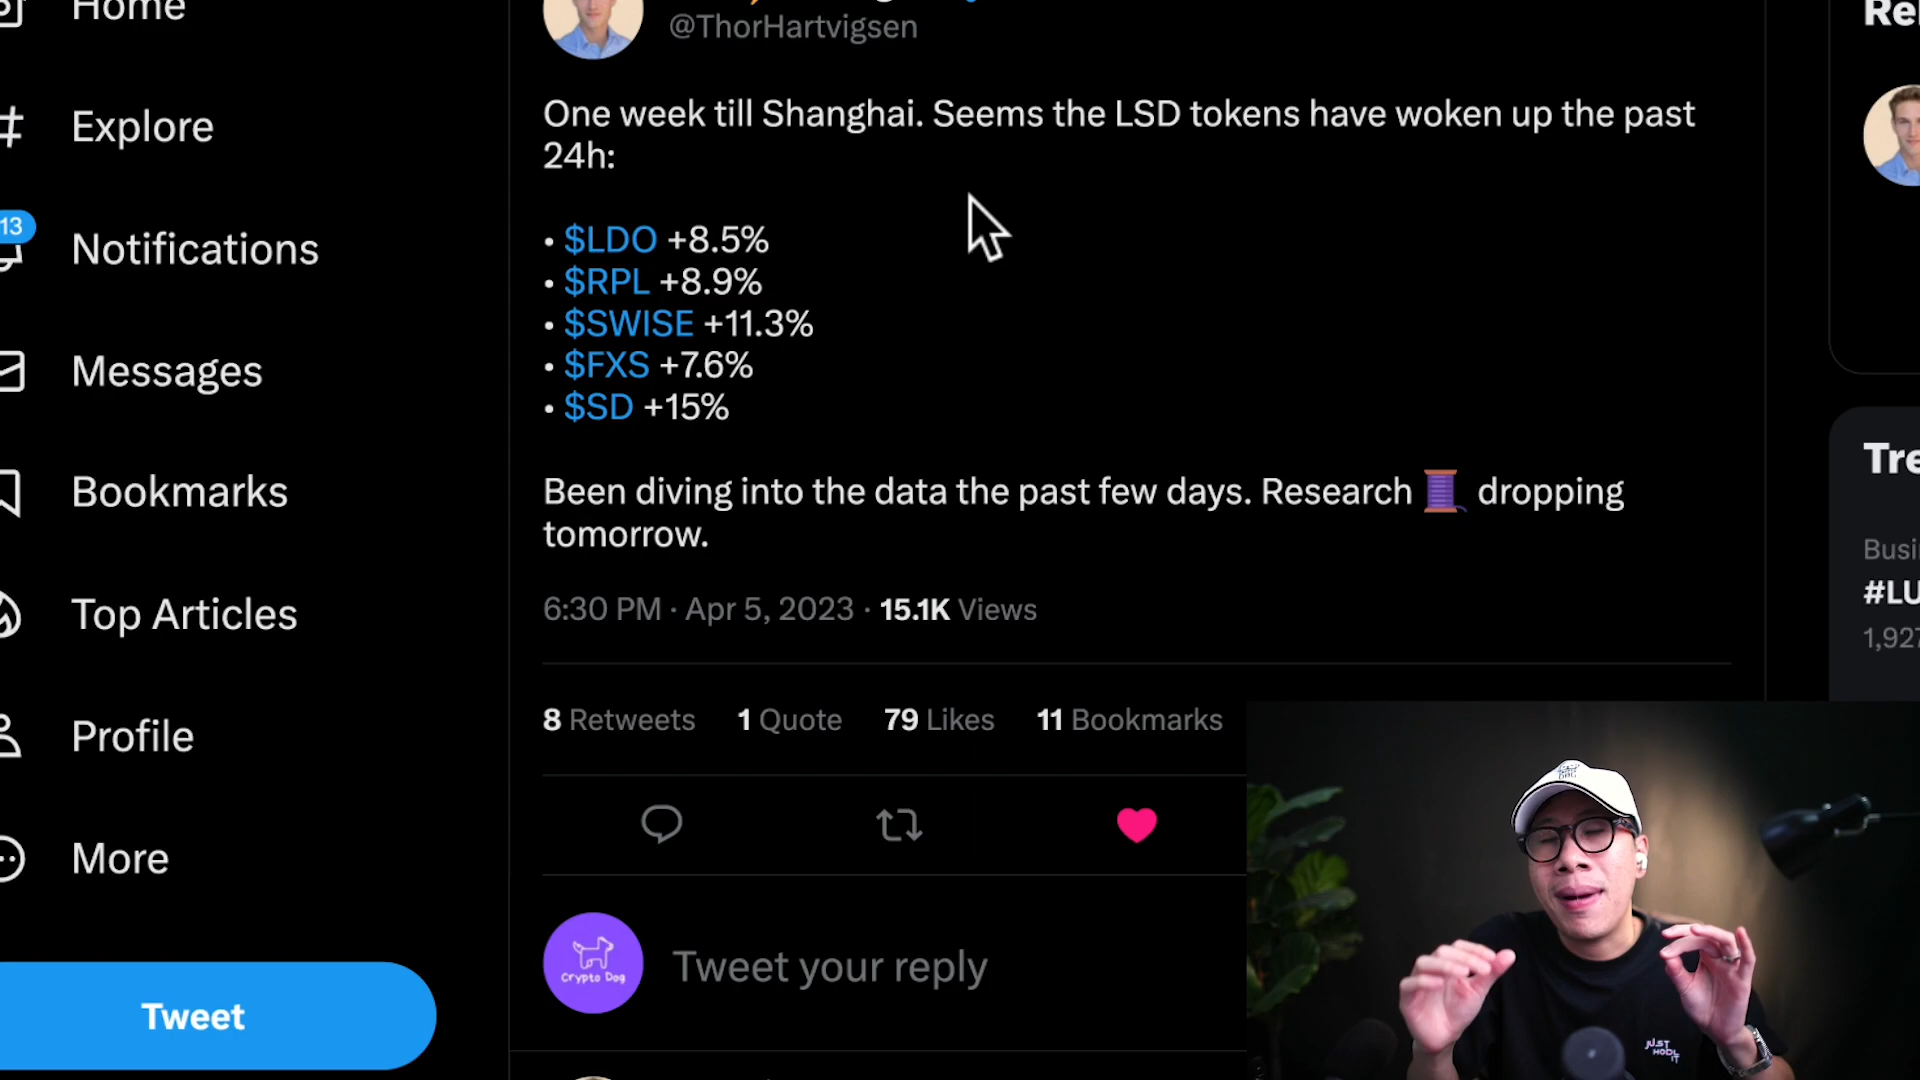 Home
Explore
13
Notifications
Messages
Bookmarks
Top Articles
Profile
More
Tweet
@ThorHartvigsen
One week till Shanghai. Seems the LSD tokens have woken up the past
24h:
• $LDO +8.5%
• $RPL +8.9%
• $SWISE +11.3%
• $FXS +7.6%
• $SD +15%
Been diving into the data the past few days. Research 🧵 dropping
tomorrow.
6:30 PM · Apr 5, 2023 · 15.1K Views
8 Retweets 1 Quote 79 Likes 11 Bookmarks
Crypto Dog
Tweet your reply
Re
Tre
Busi
#LU
1,927
JUST
HODL
IT